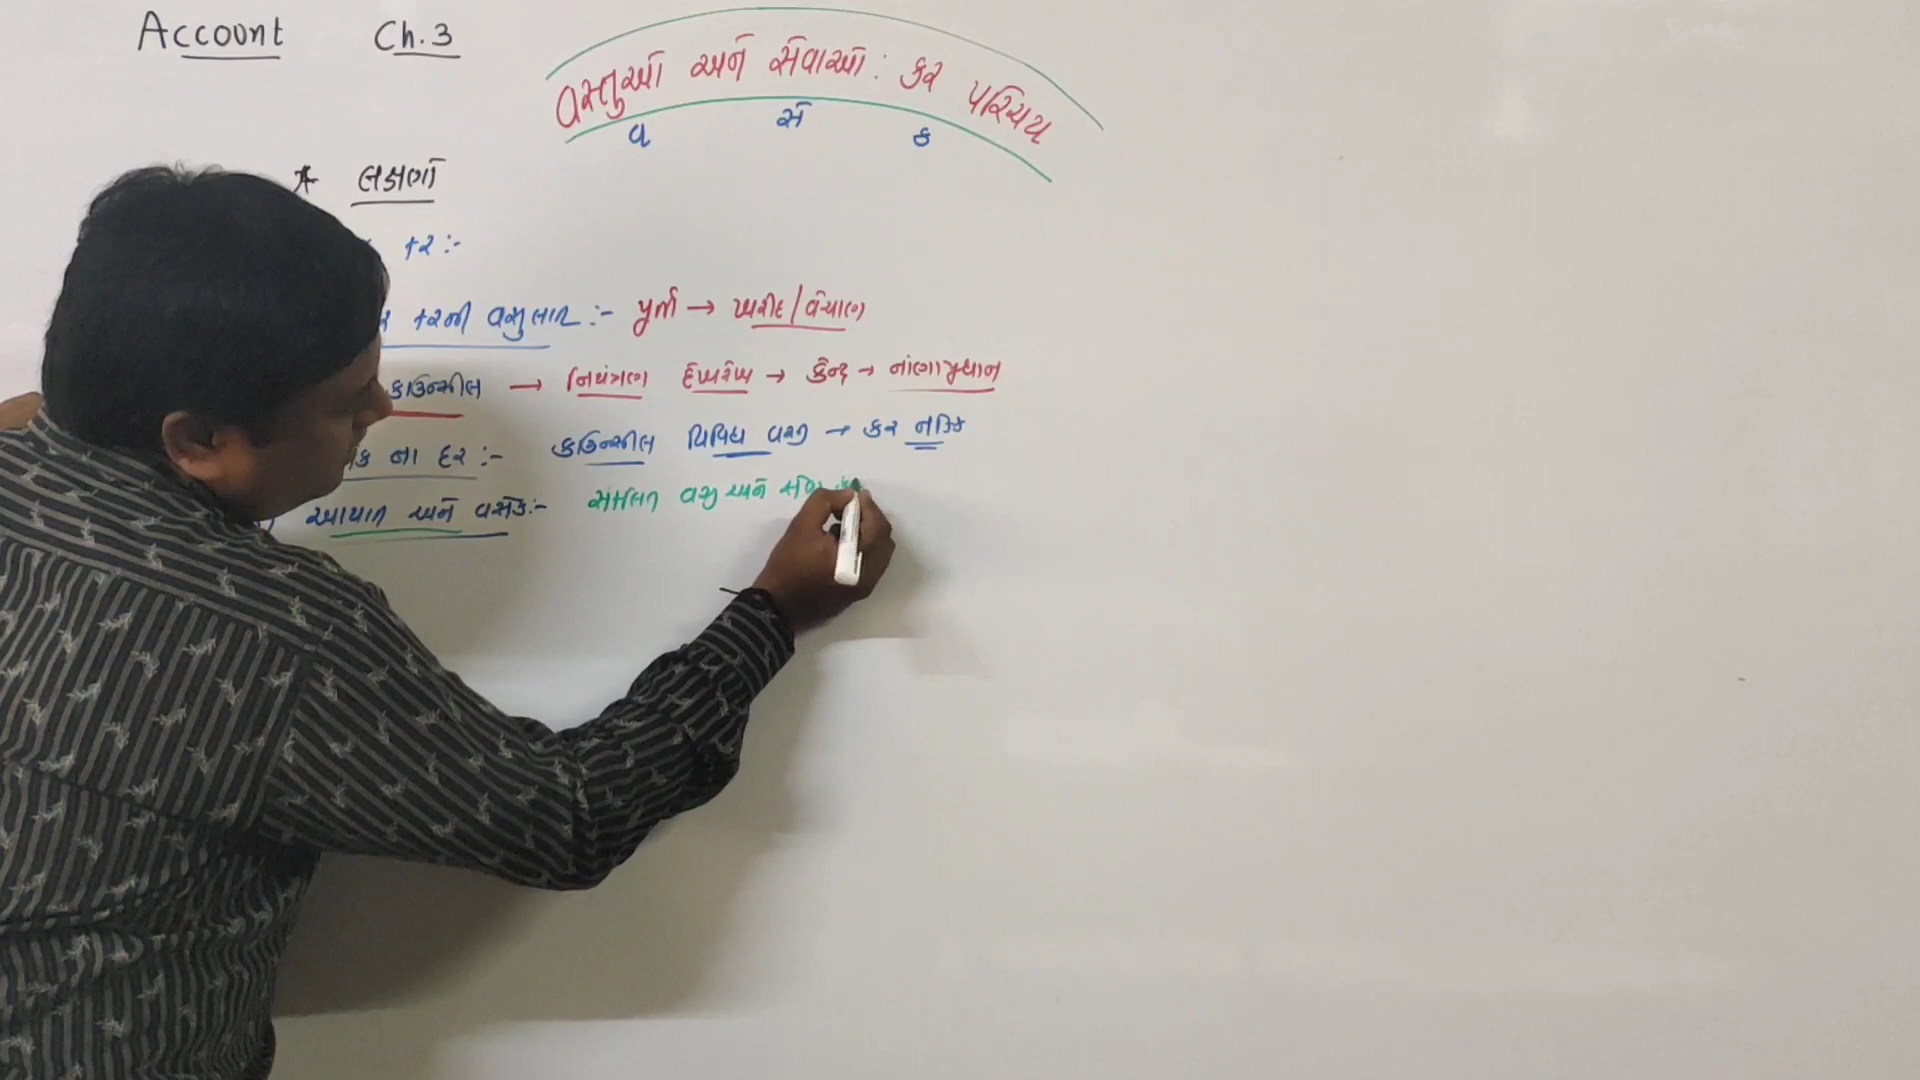 Account Ch.3
વસ્તુઓ અને સેવાઓ : કર પરિચય
વ સે ક
* લક્ષણો
કર :-
કરની વસુલાત :- પૂર્તી → ખરીદ/વેચાણ
કાઉન્સીલ → નિયંત્રણ દેખરેખ → કેન્દ્ર → નાંણાપ્રધાન
ક ના દર :- કાઉન્સીલ વિવિધ વસ્તુ → કર નક્કિ
આયાત અને વસેક :- અને